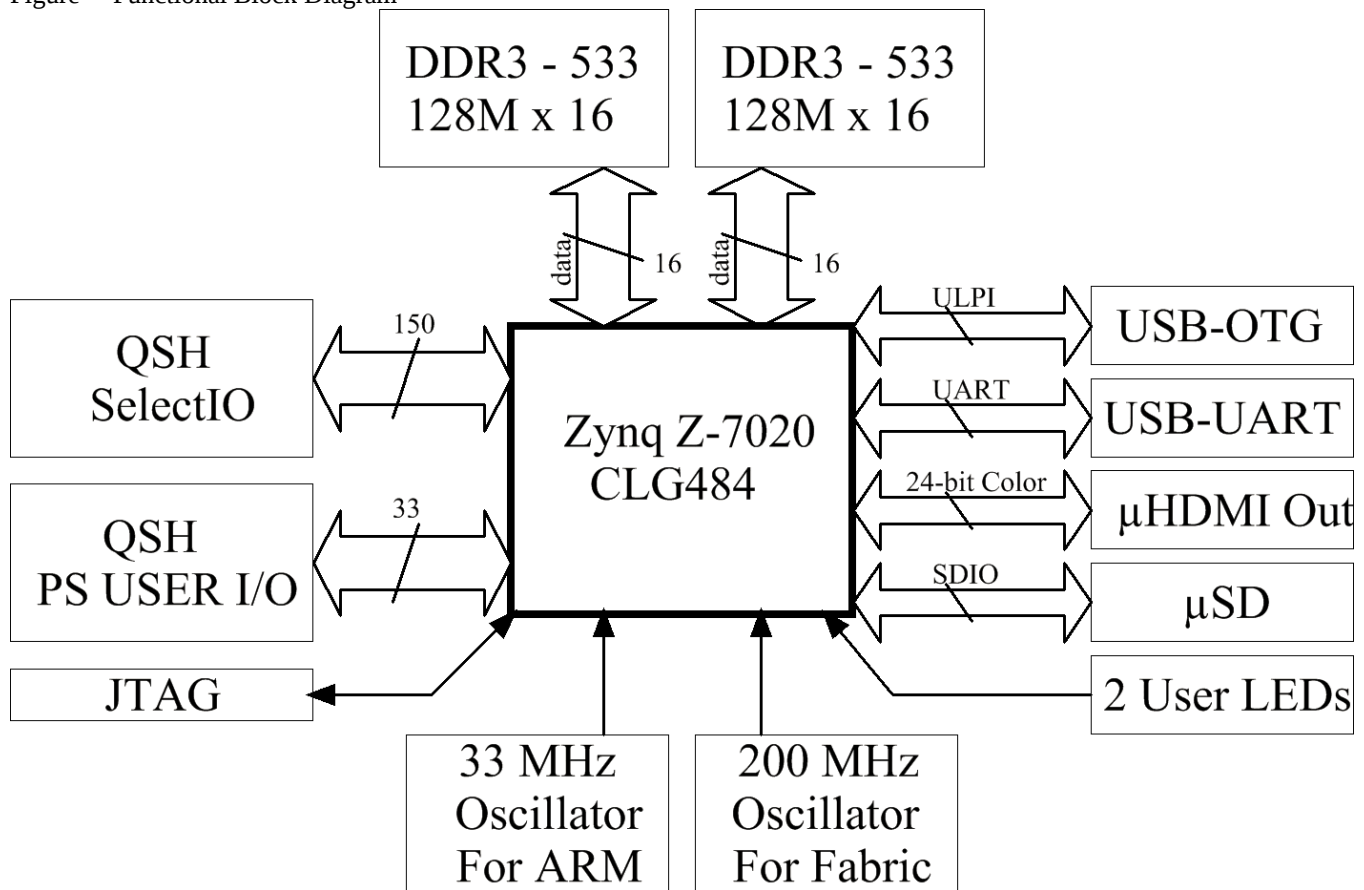 Figure    Functional Block Diagram
DDR3 - 533
128M x 16
DDR3 - 533
128M x 16
data
16
data
16
QSH
SelectIO
150
QSH
PS USER I/O
33
JTAG
Zynq Z-7020
CLG484
ULPI
USB-OTG
UART
USB-UART
24-bit Color
µHDMI Out
SDIO
µSD
2 User LEDs
33 MHz
Oscillator
For ARM
200 MHz
Oscillator
For Fabric